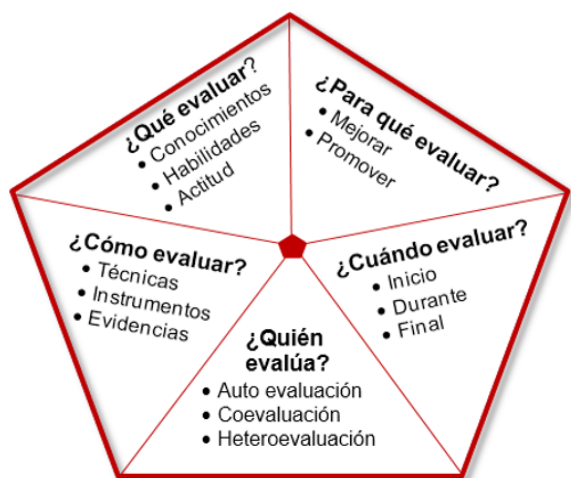 ¿Qué evaluar?
• Conocimientos
• Habilidades
• Actitud
¿Para qué evaluar?
• Mejorar
• Promover
¿Cómo evaluar?
• Técnicas
• Instrumentos
• Evidencias
¿Cuándo evaluar?
• Inicio
• Durante
• Final
¿Quién
evalúa?
• Auto evaluación
• Coevaluación
• Heteroevaluación